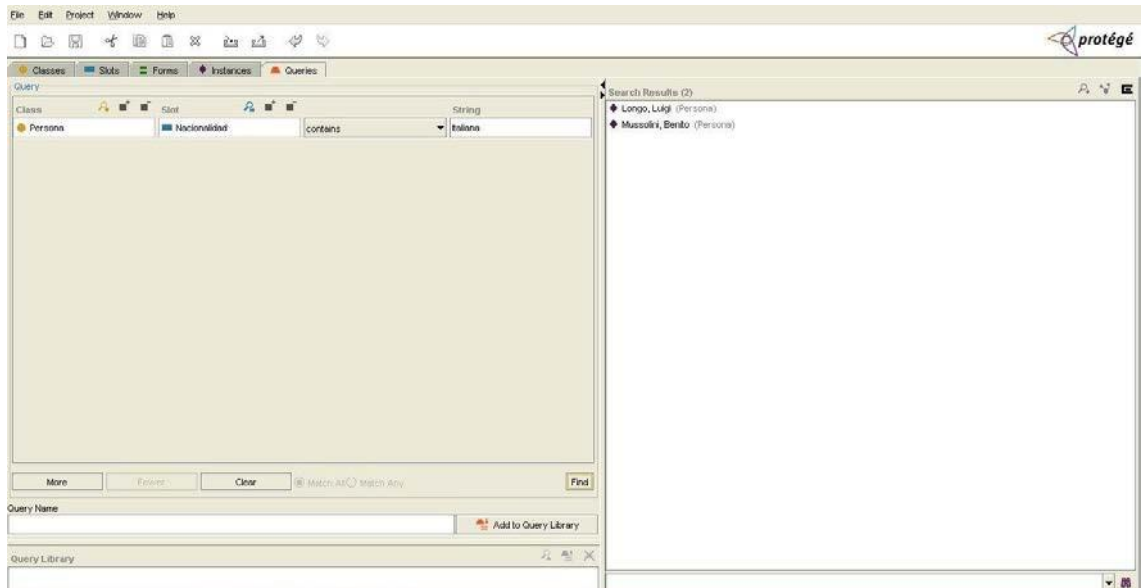 File Edit Project Window Help
protégé
Classes Slots Forms Instances Queries
Query
Class Slot String
Persona Nacionalidad contains italiana
More Fewer Clear Match All Match Any Find
Query Name
Add to Query Library
Query Library
Search Results (2)
Longo, Luigi (Persona)
Mussolini, Benito (Persona)